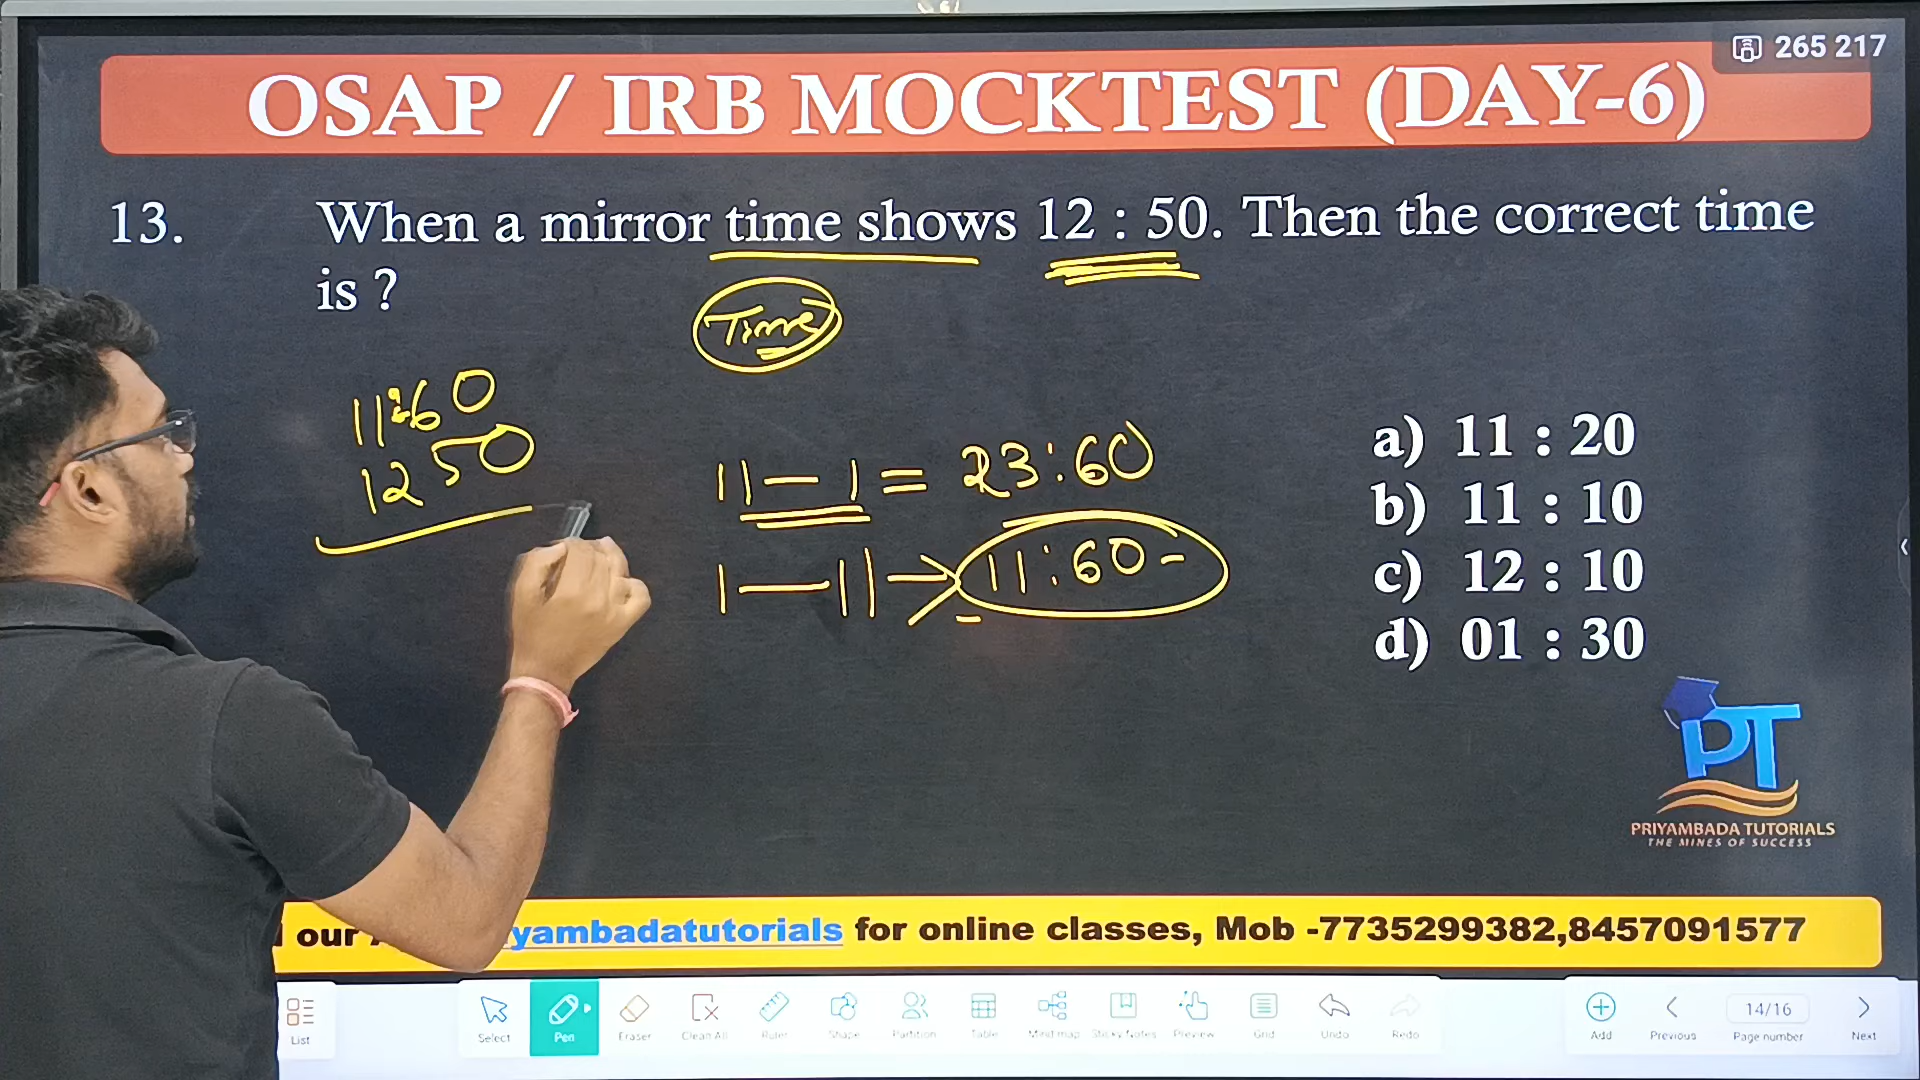 265 217
OSAP / IRB MOCKTEST (DAY-6)
13. When a mirror time shows 12 : 50. Then the correct time
is ?
Time
11:60
1250
11 — 1 = 23:60
1 — 11 → 11:60 -
a) 11 : 20
b) 11 : 10
c) 12 : 10
d) 01 : 30
PT
PRIYAMBADA TUTORIALS
THE MINES OF SUCCESS
our yambadatutorials for online classes, Mob -7735299382,8457091577
List Select Pen Eraser Clean All Ruler Shape Partition Table Mind map Sticky Notes Preview Grid Undo Redo Add Previous 14/16 Page number Next